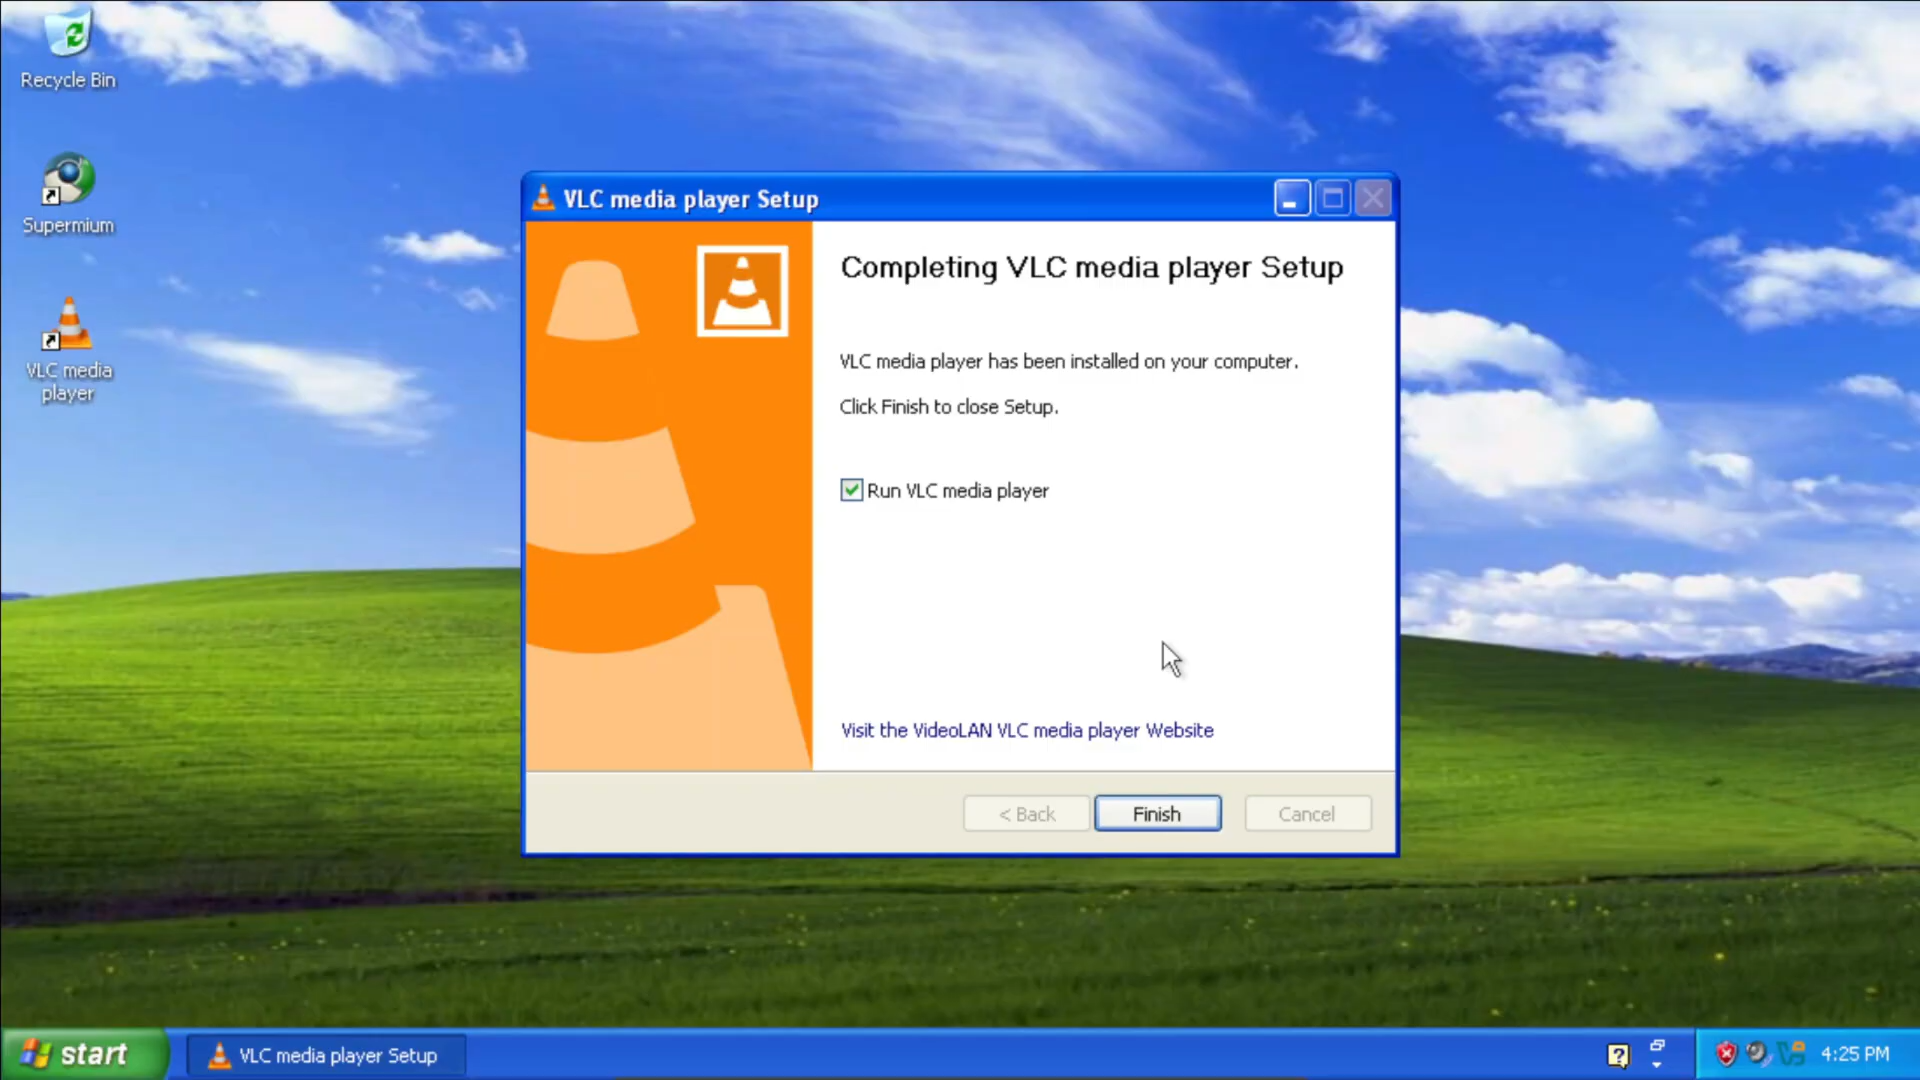 Recycle Bin
Supermium
VLC media
player
VLC media player Setup
Completing VLC media player Setup
VLC media player has been installed on your computer.
Click Finish to close Setup.
Run VLC media player
Visit the VideoLAN VLC media player Website
< Back
Finish
Cancel
start
VLC media player Setup
?
4:25 PM